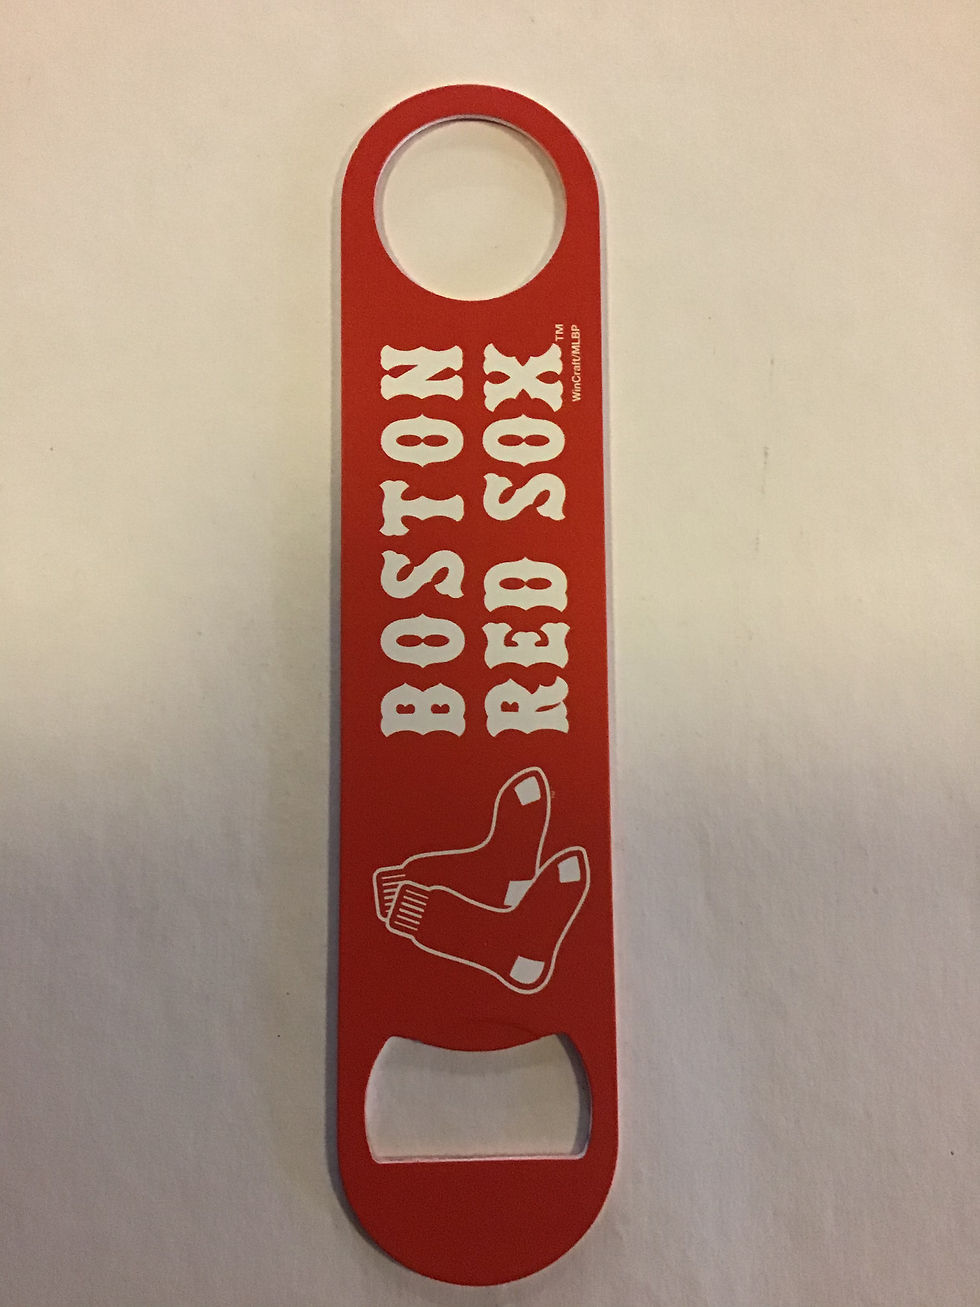 BOSTON
RED SOX™
WinCraft/MLBP